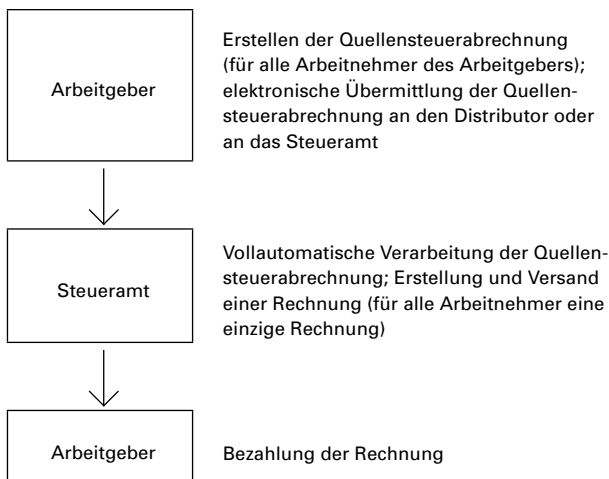 Arbeitgeber
Erstellen der Quellensteuerabrechnung
(für alle Arbeitnehmer des Arbeitgebers);
elektronische Übermittlung der Quellen-
steuerabrechnung an den Distributor oder
an das Steueramt
Steueramt
Vollautomatische Verarbeitung der Quellen-
steuerabrechnung; Erstellung und Versand
einer Rechnung (für alle Arbeitnehmer eine
einzige Rechnung)
Arbeitgeber
Bezahlung der Rechnung